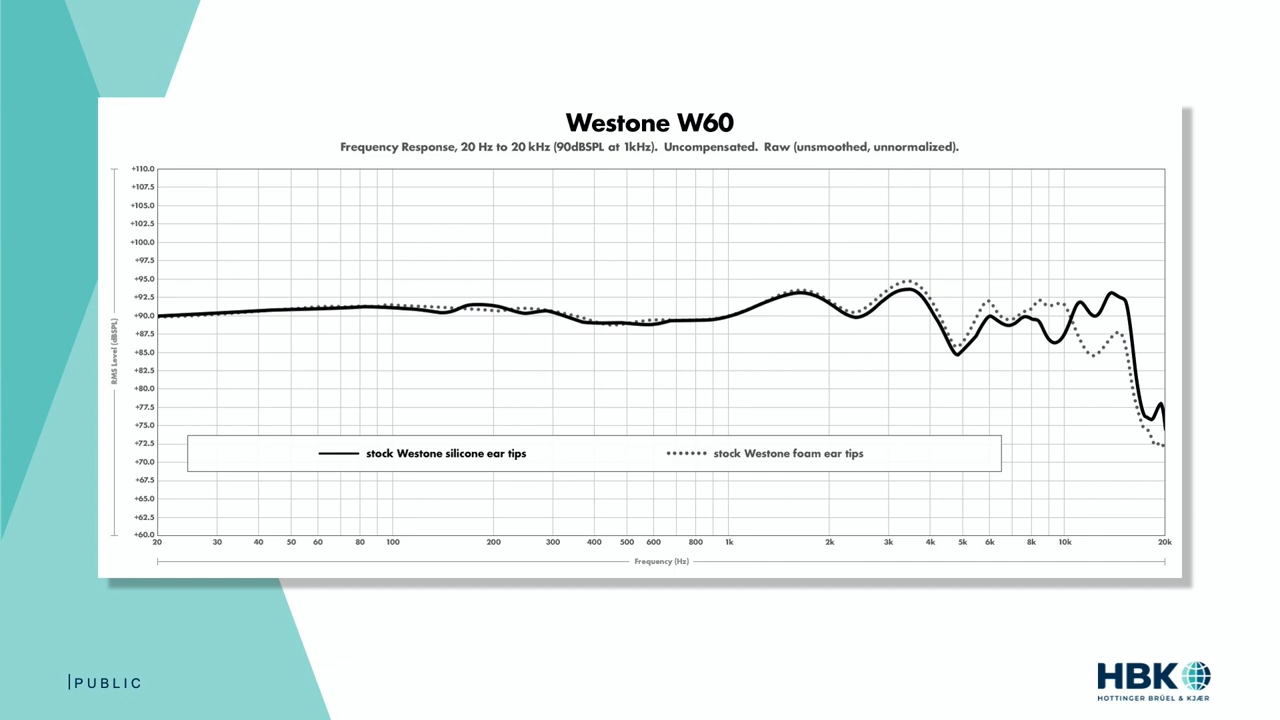 Westone W60
Frequency Response, 20 Hz to 20 kHz (90dBSPL at 1kHz). Uncompensated. Raw (unsmoothed, unnormalized).
+110.0
+107.5
+105.0
+102.5
+100.0
+97.5
+95.0
+92.5
+90.0
+87.5
+85.0
+82.5
+80.0
+77.5
+75.0
+72.5
+70.0
+67.5
+65.0
+62.5
+60.0
RMS Level (dBSPL)
stock Westone silicone ear tips stock Westone foam ear tips
20 30 40 50 60 80 100 200 300 400 500 600 800 1k 2k 3k 4k 5k 6k 8k 10k 20k
Frequency (Hz)
|PUBLIC
HBK
HOTTINGER BRÜEL & KJÆR